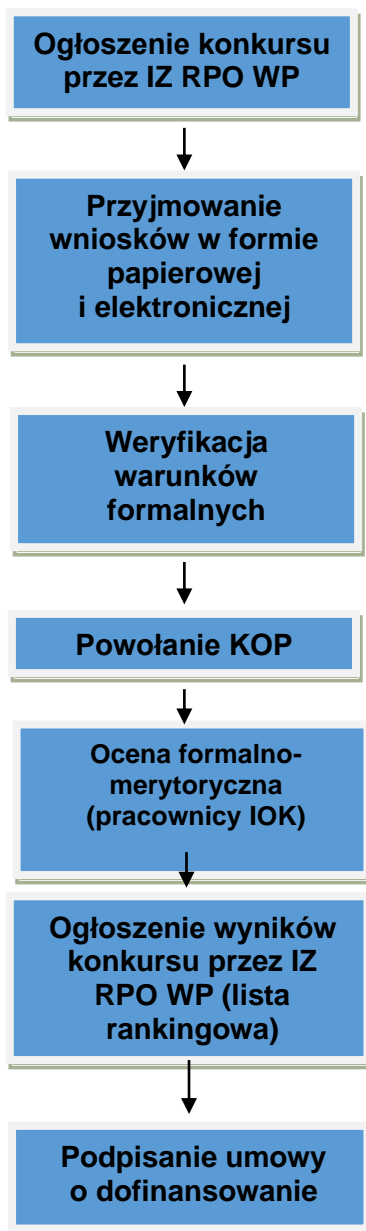 Ogłoszenie konkursu
przez IZ RPO WP
Przyjmowanie
wniosków w formie
papierowej
i elektronicznej
Weryfikacja
warunków
formalnych
Powołanie KOP
Ocena formalno-
merytoryczna
(pracownicy IOK)
Ogłoszenie wyników
konkursu przez IZ
RPO WP (lista
rankingowa)
Podpisanie umowy
o dofinansowanie